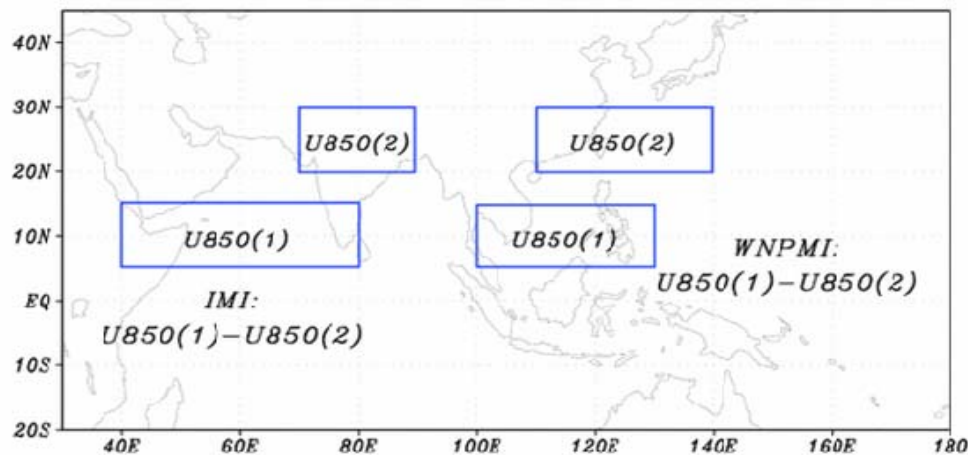 40N
30N
U850(2)
U850(2)
20N
U850(1)
U850(1)
10N
WNPMI:
U850(1)-U850(2)
EQ
IMI:
U850(1)-U850(2)
10S
20S
40E 60E 80E 100E 120E 140E 160E 180